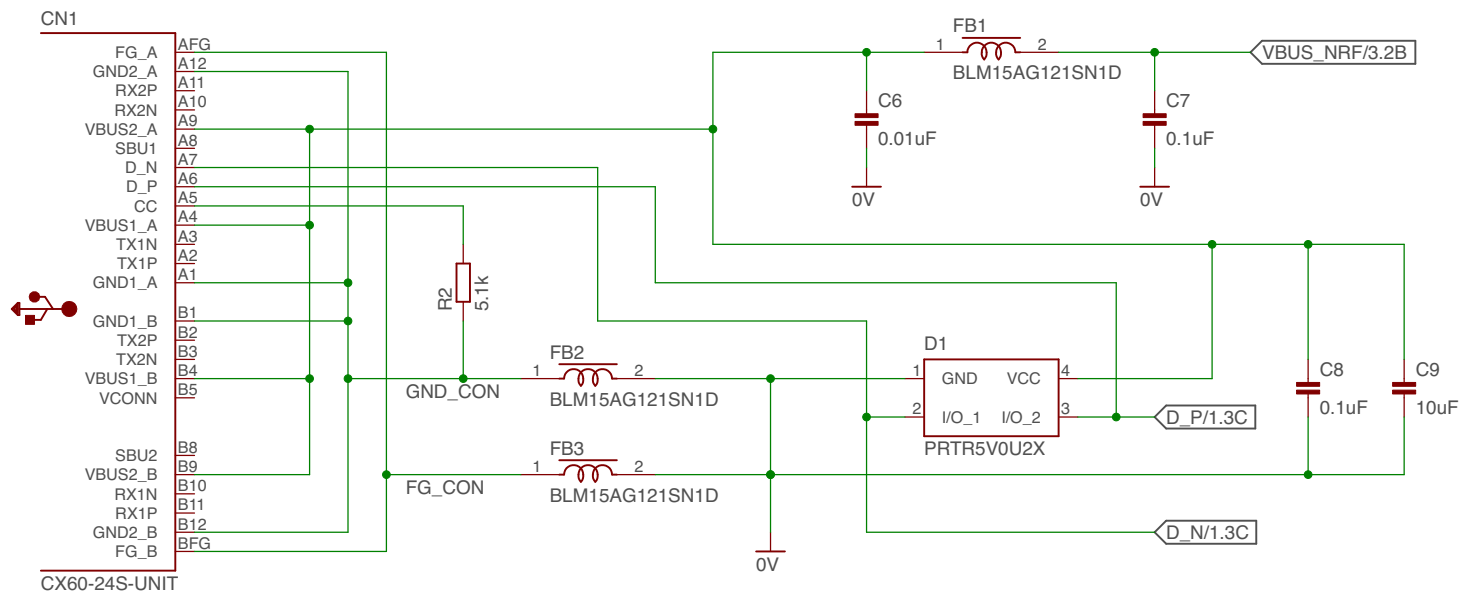 CN1
FG_A AFG
GND2_A A12
RX2P A11
RX2N A10
VBUS2_A A9
SBU1 A8
D_N A7
D_P A6
CC A5
VBUS1_A A4
TX1N A3
TX1P A2
GND1_A A1
GND1_B B1
TX2P B2
TX2N B3
VBUS1_B B4
VCONN B5
SBU2 B8
VBUS2_B B9
RX1N B10
RX1P B11
GND2_B B12
FG_B BFG
CX60-24S-UNIT
R2
5.1k
GND_CON
FG_CON
FB2
1 2
BLM15AG121SN1D
FB3
1 2
BLM15AG121SN1D
0V
FB1
1 2
BLM15AG121SN1D
VBUS_NRF/3.2B
C6
0.01uF
0V
C7
0.1uF
0V
D1
1 GND VCC 4
2 I/O_1 I/O_2 3
PRTR5V0U2X
C8
0.1uF
C9
10uF
D_P/1.3C
D_N/1.3C